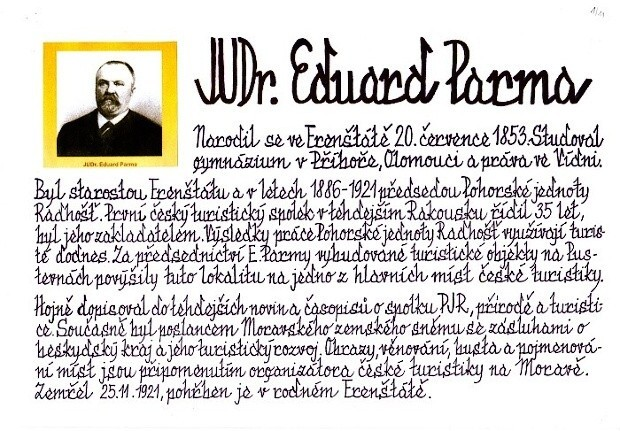 JUDr. Eduard Parma
JUDr. Eduard Parma
Narodil se ve Frenštátě 20. července 1853. Studoval
gymnázium v Příboře, Olomouci a práva ve Vídni.
Byl starostou Frenštátu a v letech 1886-1921 předsedou Pohorské jednoty
Radhošť. První český turistický spolek v tehdejším Rakousku řídil 35 let,
byl jeho zakladatelem. Výsledky práce Pohorské jednoty Radhošť využívají turis-
té dodnes. Za předsednictví E. Parmy vybudované turistické objekty na Pus-
tevnách povýšily tuto lokalitu na jedno z hlavních míst české turistiky.
Hojně dopisoval do tehdejších novin a časopisů o spolku P.J.R., přírodě a turisti-
ce. Současně byl poslancem Moravského zemského sněmu se zásluhami o
beskydský kraj a jeho turistický rozvoj. Obrazy, věnování, busta a pojmenová-
ní míst jsou připomenutím organizátora české turistiky na Moravě.
Zemřel 25.11.1921, pohřben je v rodném Frenštátě.